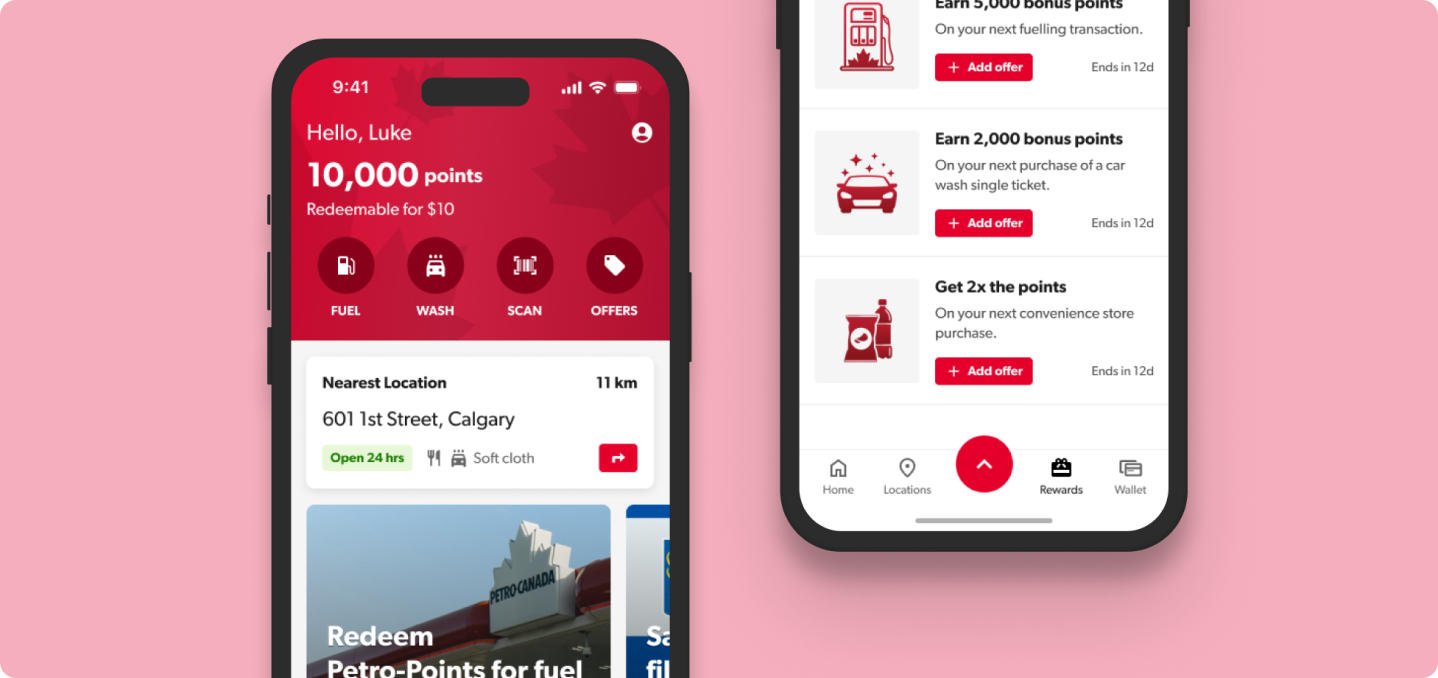 9:41
Hello, Luke
10,000 points
Redeemable for $10
FUEL WASH SCAN OFFERS
Nearest Location 11 km
601 1st Street, Calgary
Open 24 hrs Soft cloth
PETRO-CANADA
Redeem
Petro-Points for fuel
Sa
fil
Earn 5,000 bonus points
On your next fuelling transaction.
+ Add offer Ends in 12d
Earn 2,000 bonus points
On your next purchase of a car
wash single ticket.
+ Add offer Ends in 12d
Get 2x the points
On your next convenience store
purchase.
+ Add offer Ends in 12d
Home Locations Rewards Wallet